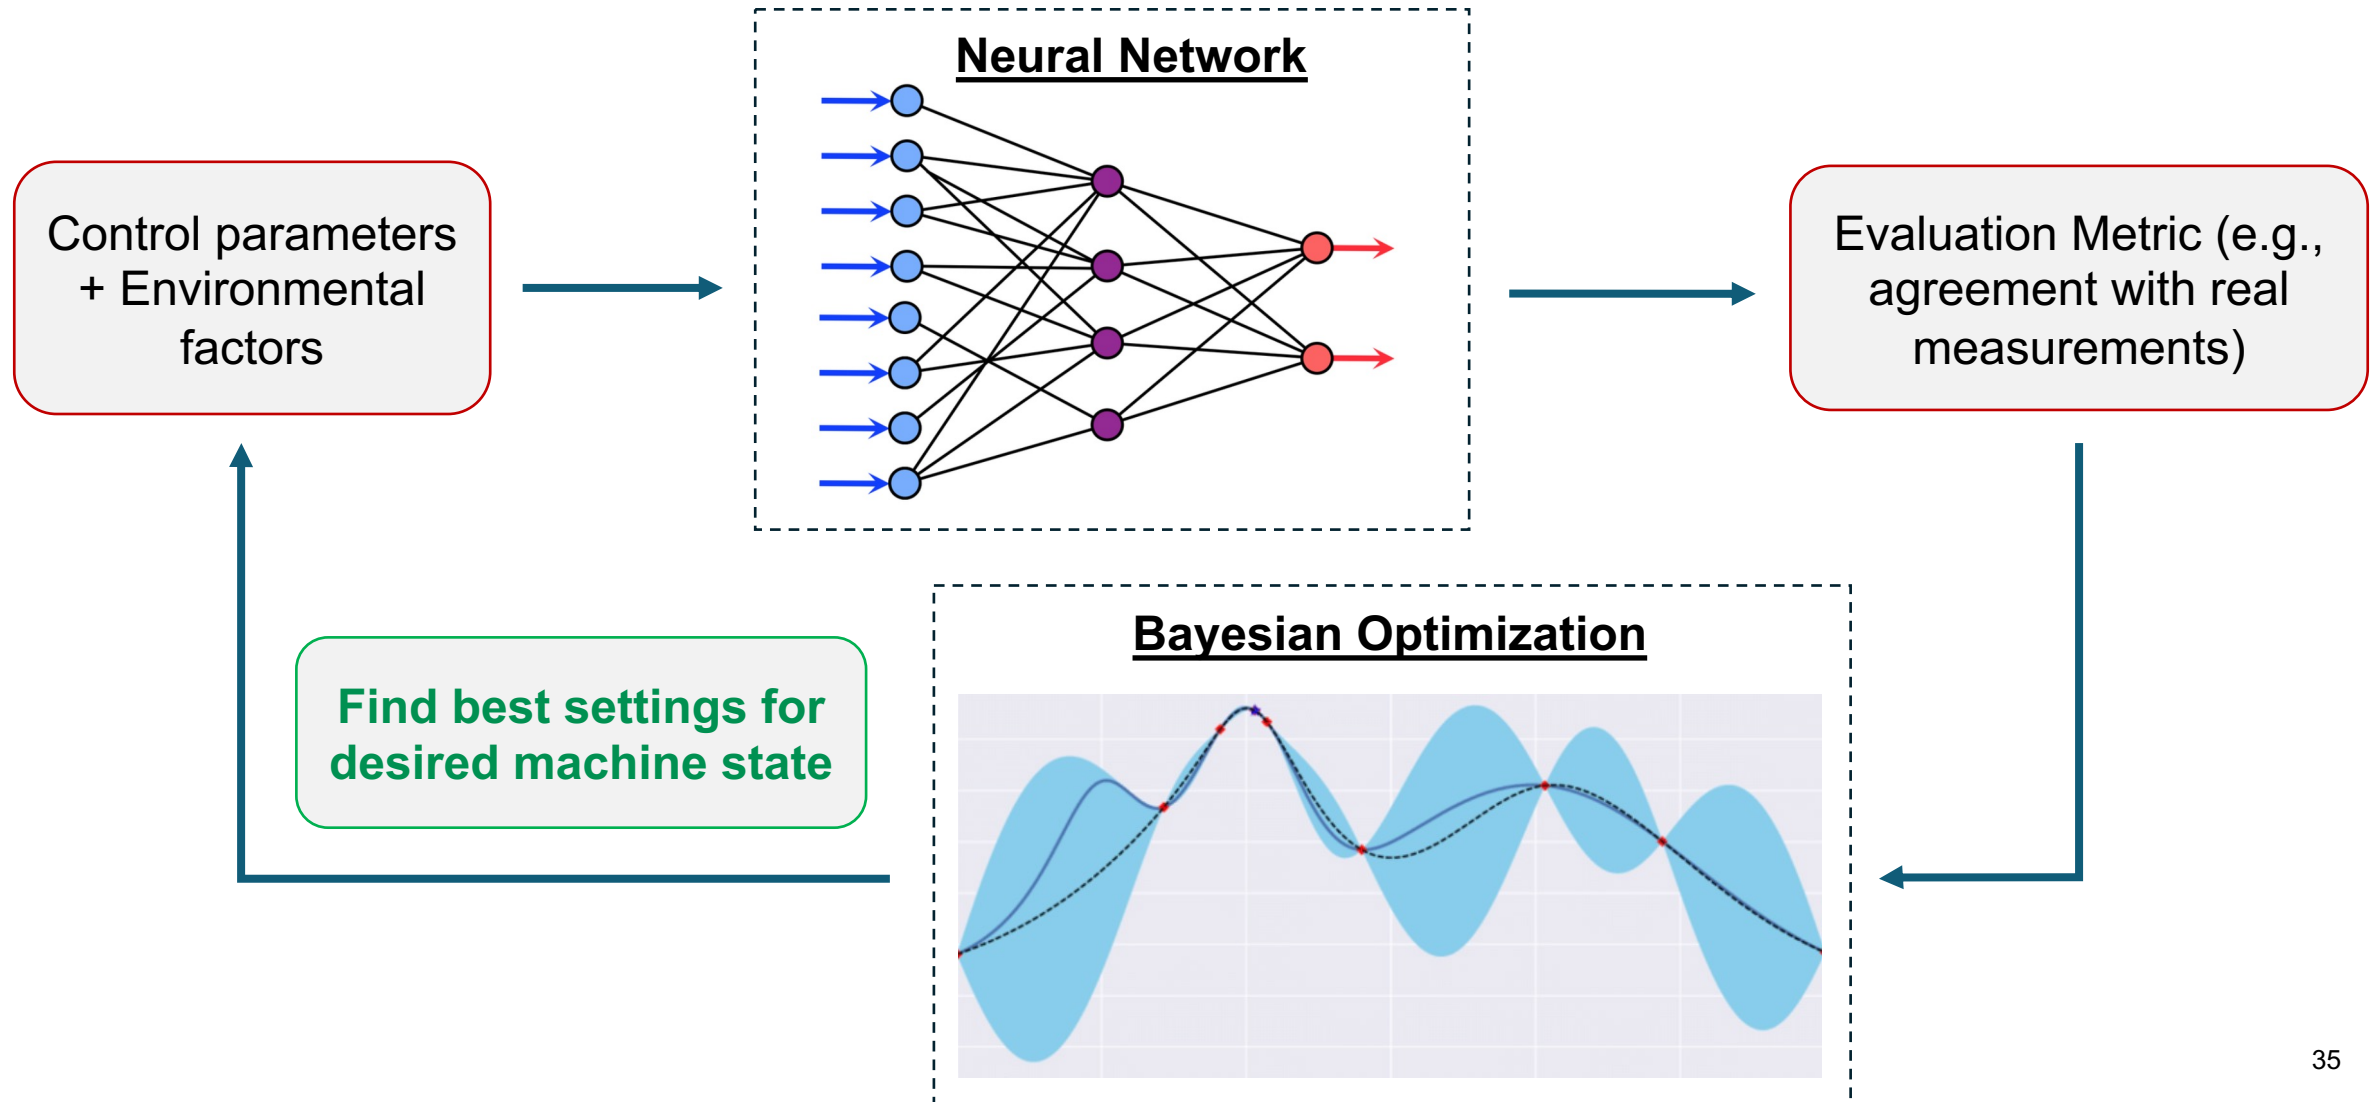 Neural Network
Control parameters
+ Environmental
factors
Evaluation Metric (e.g.,
agreement with real
measurements)
Bayesian Optimization
Find best settings for
desired machine state
35